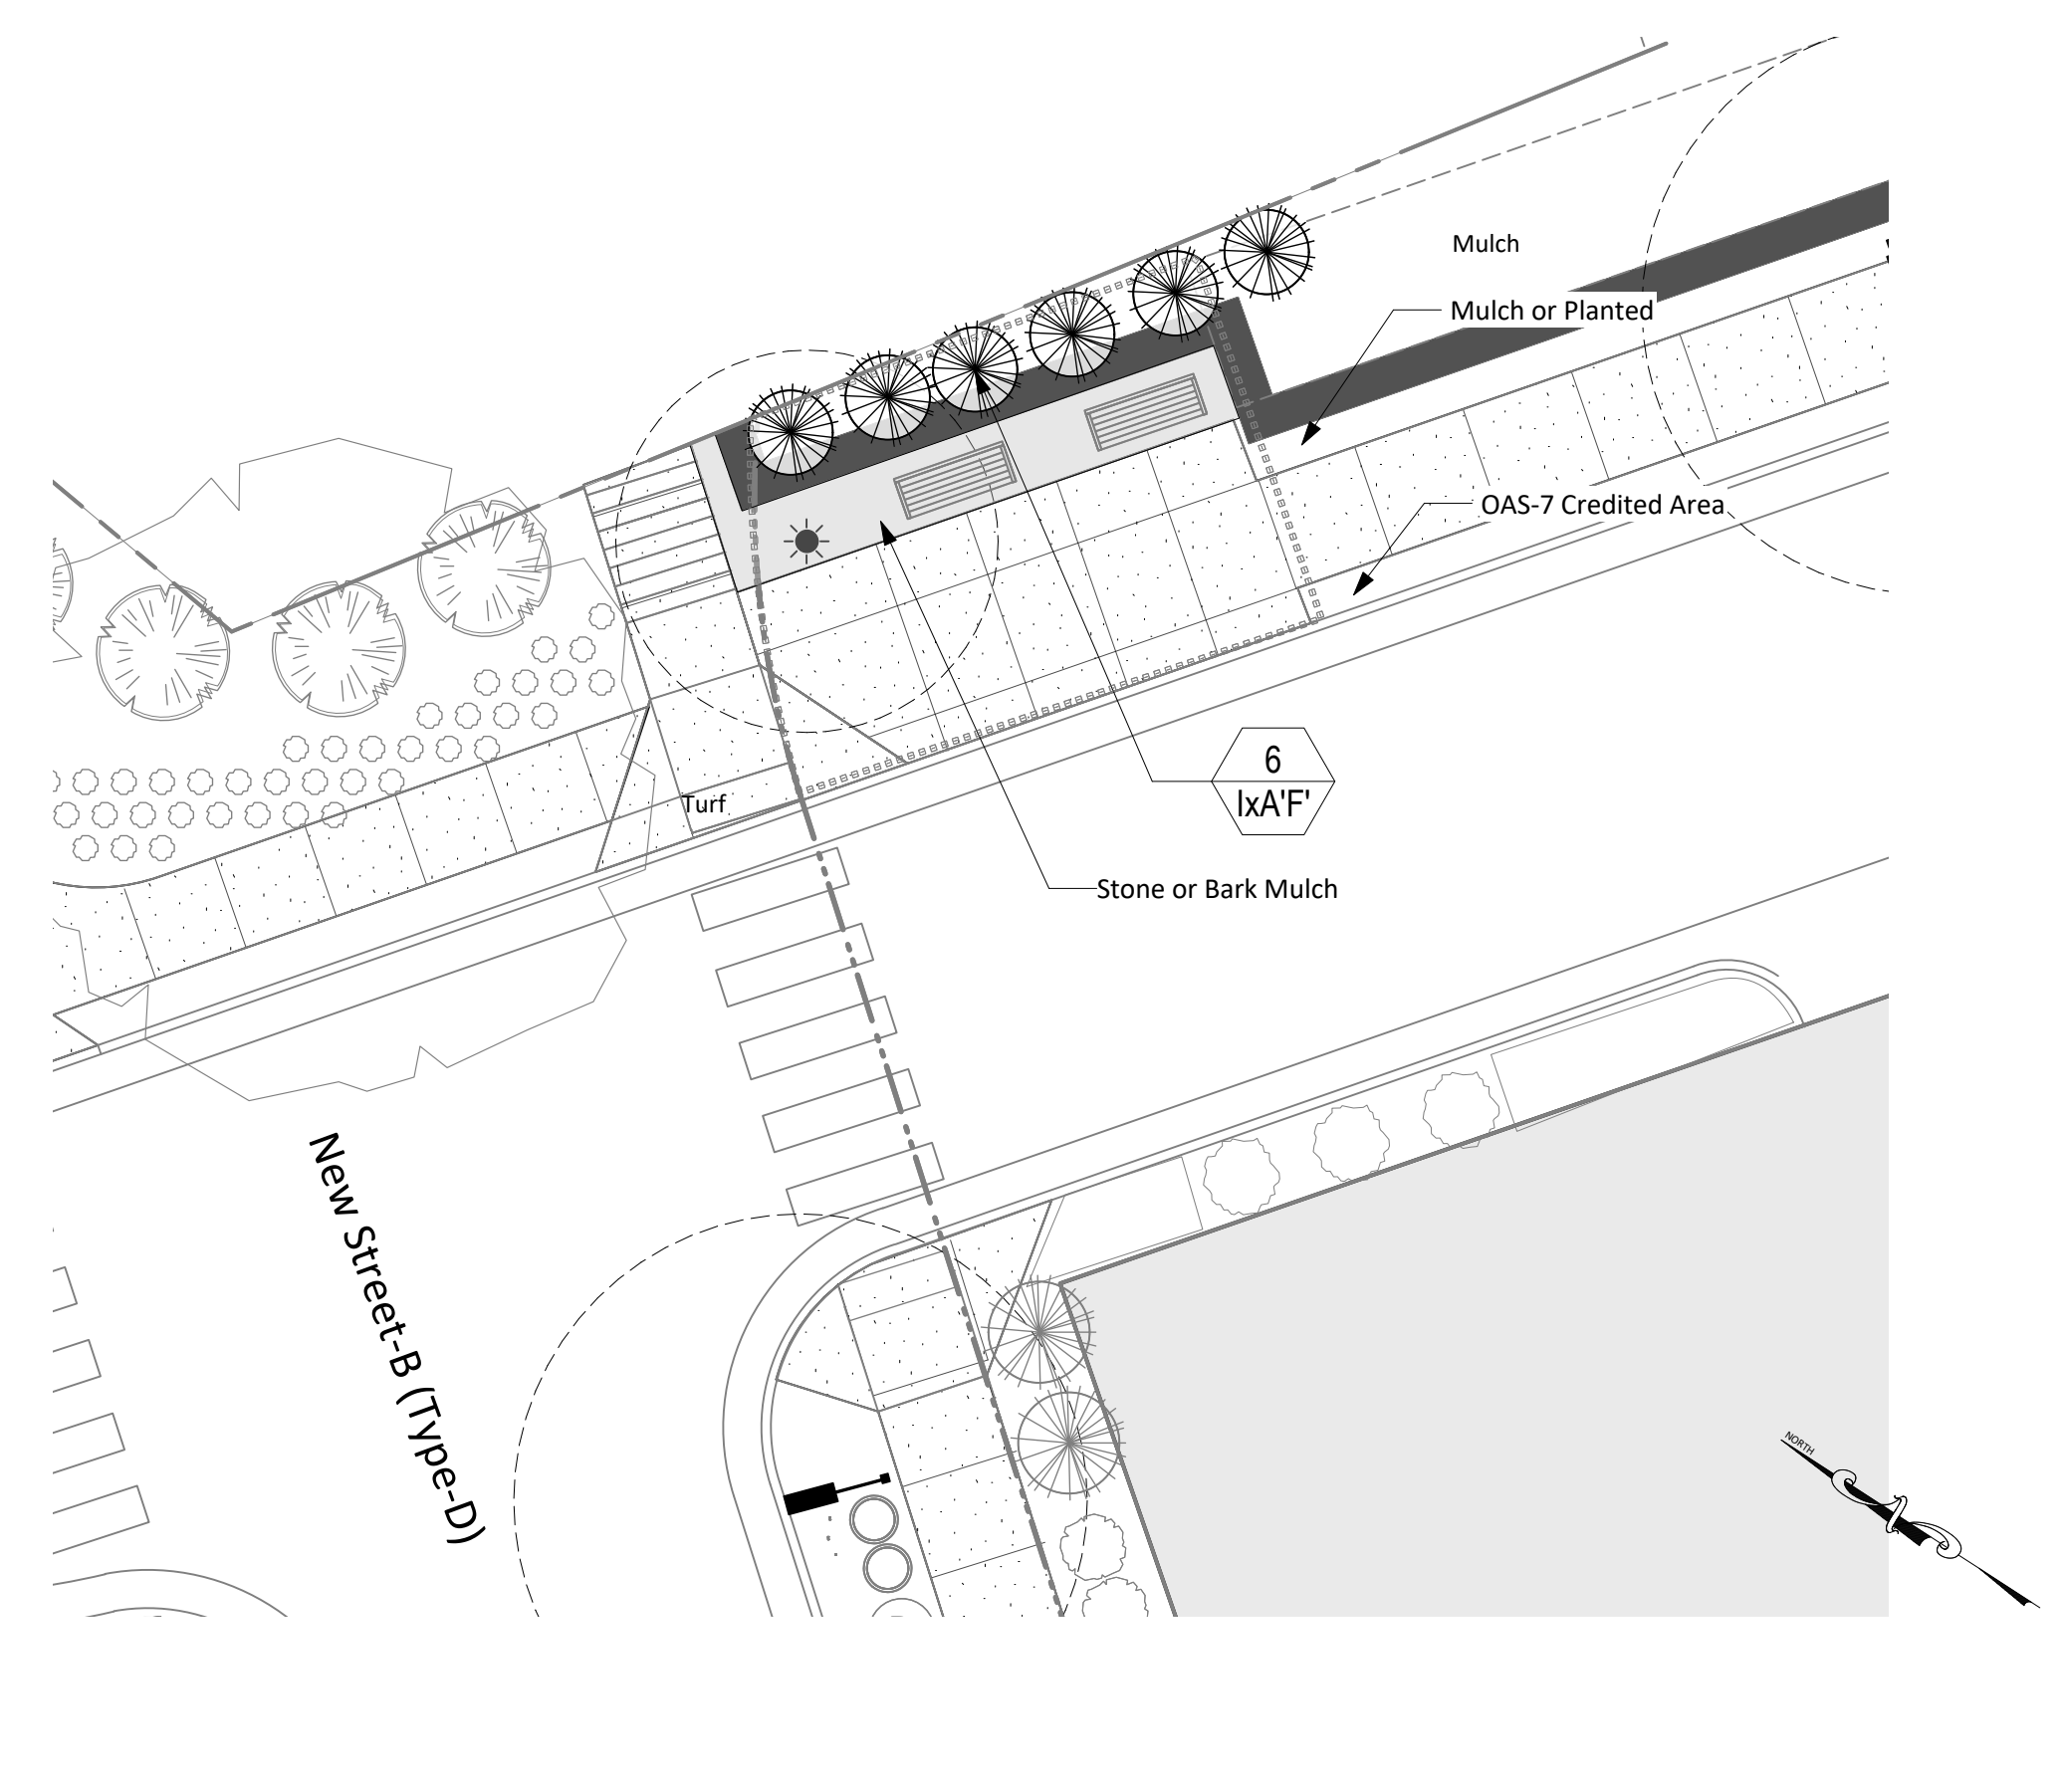 Mulch
Mulch or Planted
OAS-7 Credited Area
Turf
6
IxA'F'
Stone or Bark Mulch
New Street-B (Type-D)
NORTH